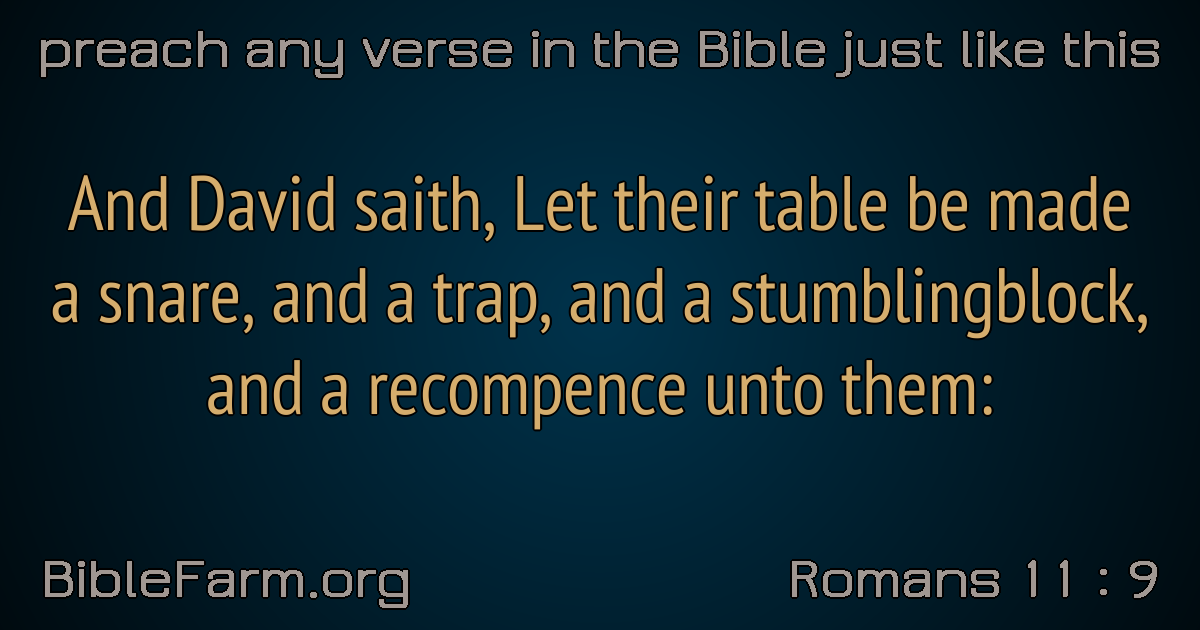 preach any verse in the Bible just like this
And David saith, Let their table be made
a snare, and a trap, and a stumblingblock,
and a recompence unto them:
BibleFarm.org
Romans 11 : 9